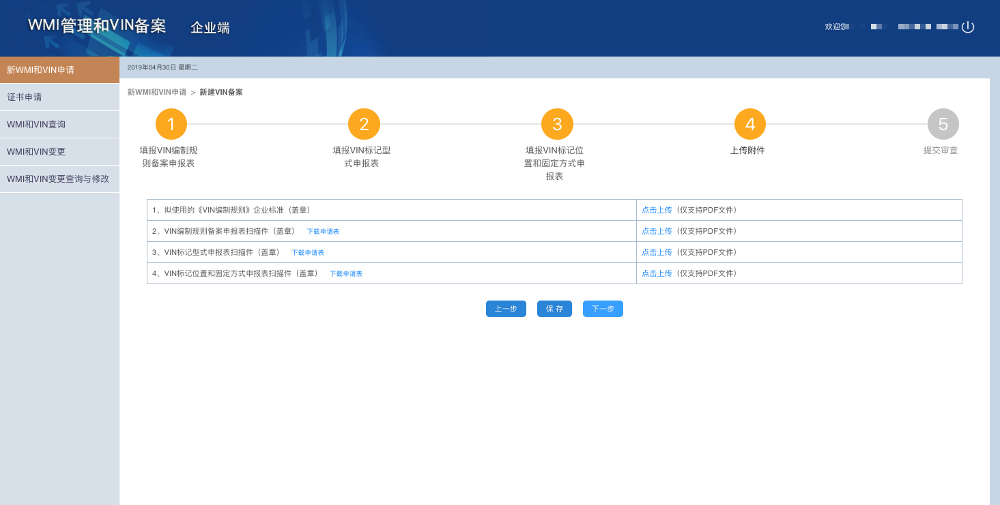 WMI管理和VIN备案 企业端
欢迎您
新WMI和VIN申请
证书申请
WMI和VIN查询
WMI和VIN变更
WMI和VIN变更查询与修改
2019年04月30日 星期二
新WMI和VIN申请 > 新建VIN备案
1
填报VIN编制规
则备案申报表
2
填报VIN标记型
式申报表
3
填报VIN标记位
置和固定方式申
报表
4
上传附件
5
提交审查
1、拟使用的《VIN编制规则》企业标准（盖章） 点击上传（仅支持PDF文件）
2、VIN编制规则备案申报表扫描件（盖章） 下载申请表 点击上传（仅支持PDF文件）
3、VIN标记型式申报表扫描件（盖章） 下载申请表 点击上传（仅支持PDF文件）
4、VIN标记位置和固定方式申报表扫描件（盖章） 下载申请表 点击上传（仅支持PDF文件）
上一步 保 存 下一步